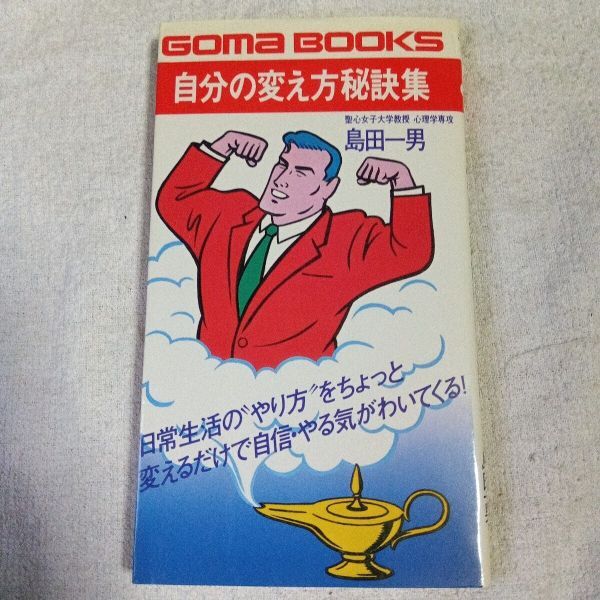 GOMA BOOKS
自分の変え方秘訣集
聖心女子大学教授 心理学専攻
島田一男
日常生活の〝やり方〟をちょっと
変えるだけで自信・やる気がわいてくる!